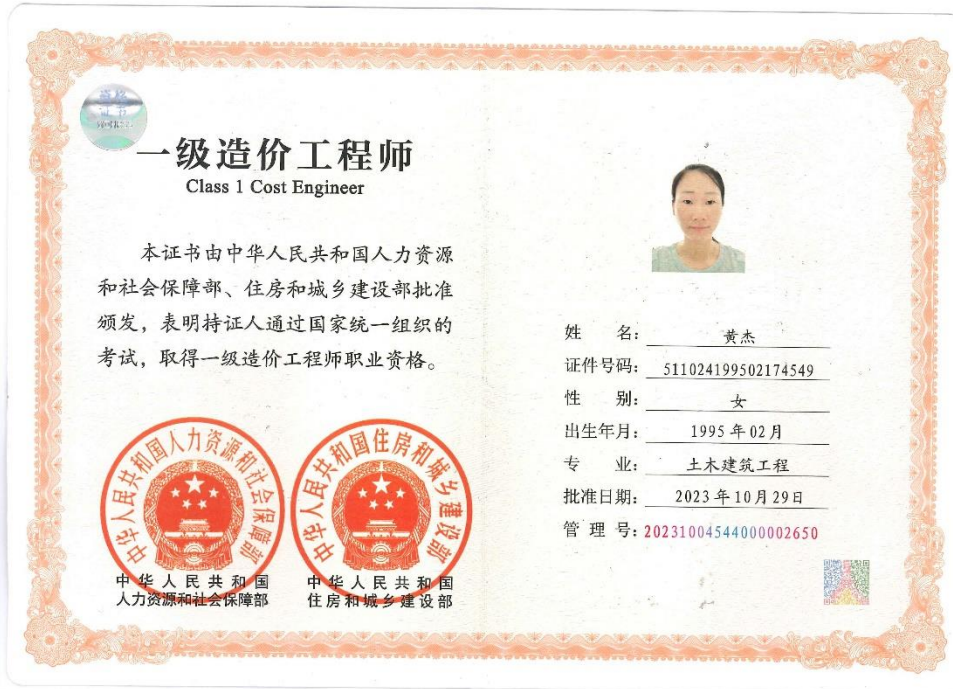 资格
证书
一级造价工程师
Class 1 Cost Engineer
本证书由中华人民共和国人力资源
和社会保障部、住房和城乡建设部批准
颁发，表明持证人通过国家统一组织的
考试，取得一级造价工程师职业资格。
中华人民共和国人力资源和社会保障部
中华人民共和国住房和城乡建设部
中华人民共和国
人力资源和社会保障部
中华人民共和国
住房和城乡建设部
姓 名： 黄杰
证件号码： 511024199502174549
性 别： 女
出生年月： 1995年02月
专 业： 土木建筑工程
批准日期： 2023年10月29日
管 理 号： 20231004544000002650